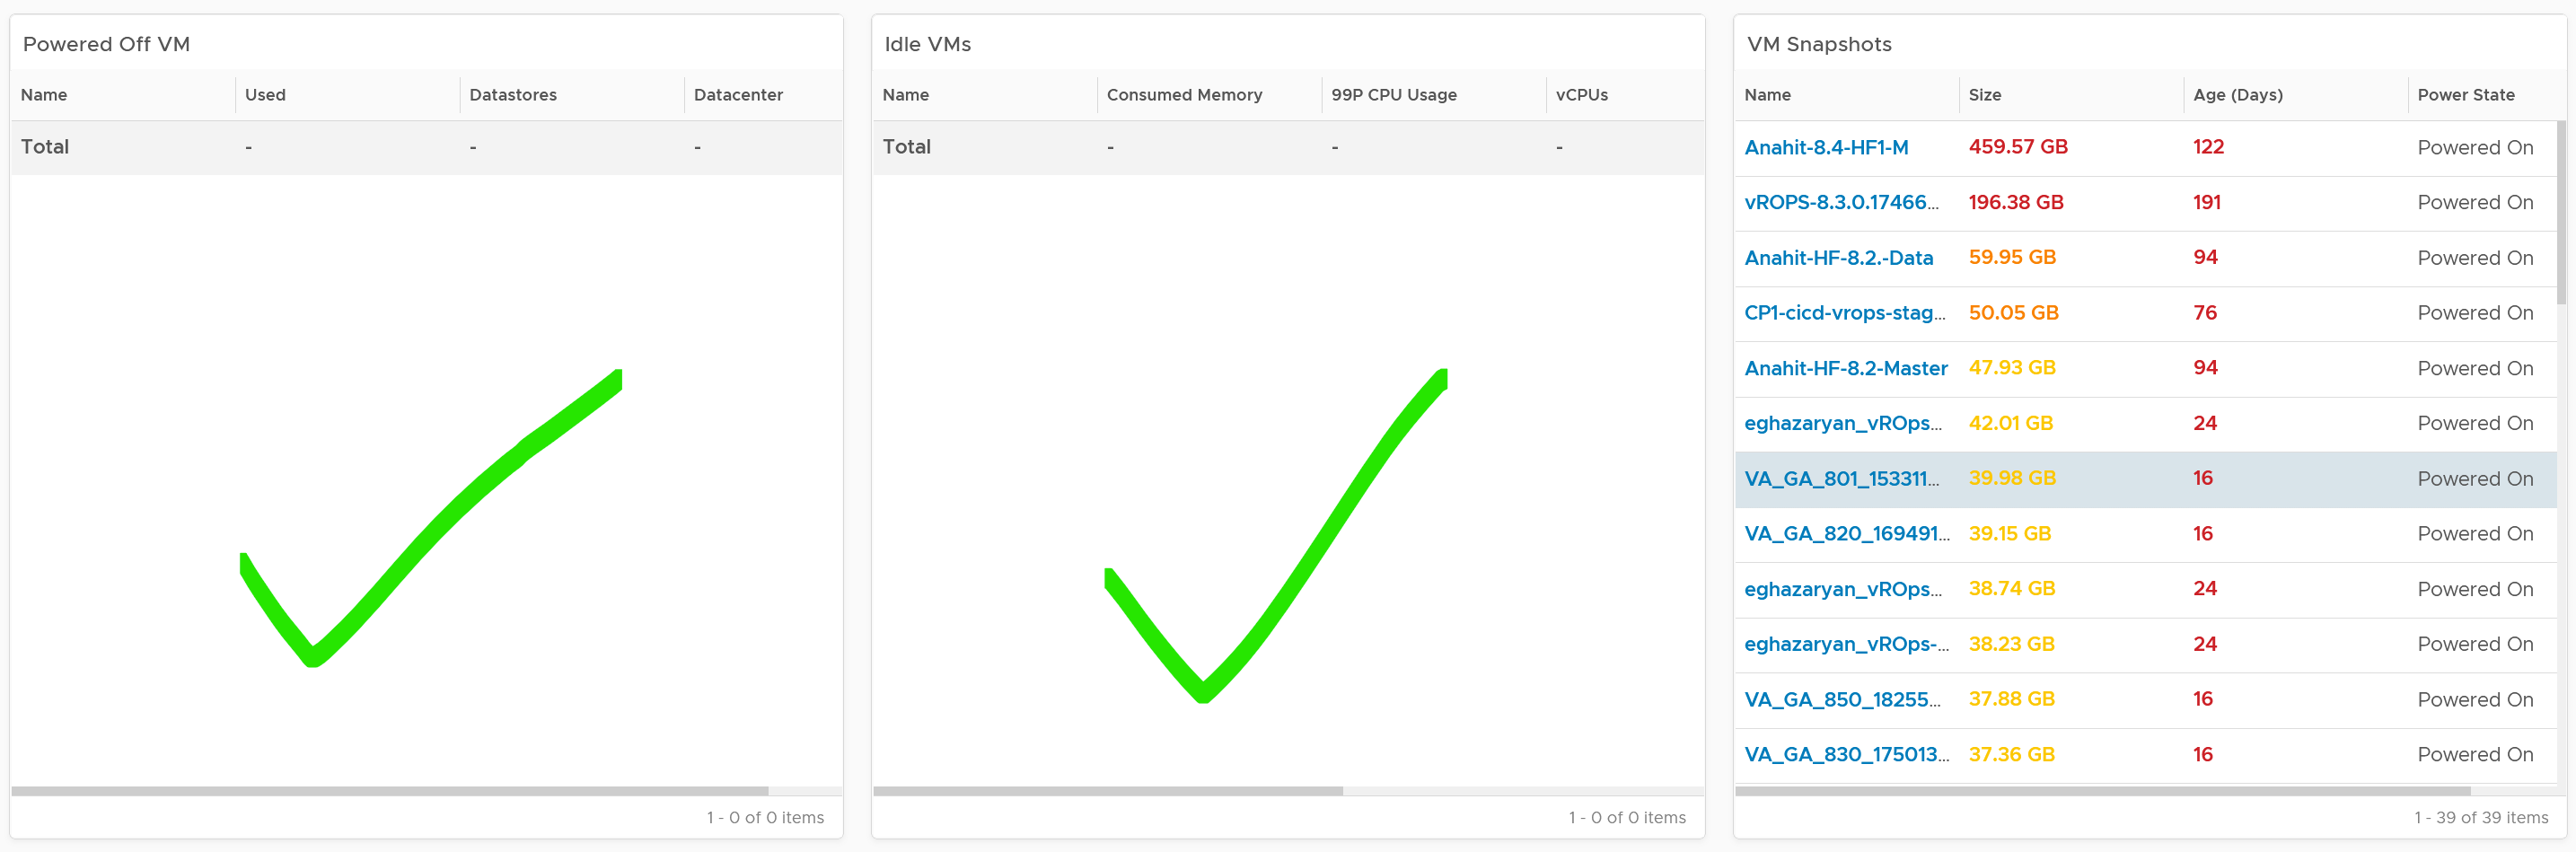 Powered Off VM
Name Used Datastores Datacenter
Total - - -
1 - 0 of 0 items
Idle VMs
Name Consumed Memory 99P CPU Usage vCPUs
Total - - -
1 - 0 of 0 items
VM Snapshots
Name Size Age (Days) Power State
Anahit-8.4-HF1-M 459.57 GB 122 Powered On
vROPS-8.3.0.17466... 196.38 GB 191 Powered On
Anahit-HF-8.2.-Data 59.95 GB 94 Powered On
CP1-cicd-vrops-stag... 50.05 GB 76 Powered On
Anahit-HF-8.2-Master 47.93 GB 94 Powered On
eghazaryan_vROps... 42.01 GB 24 Powered On
VA_GA_801_153311... 39.98 GB 16 Powered On
VA_GA_820_169491... 39.15 GB 16 Powered On
eghazaryan_vROps... 38.74 GB 24 Powered On
eghazaryan_vROps-... 38.23 GB 24 Powered On
VA_GA_850_18255... 37.88 GB 16 Powered On
VA_GA_830_175013... 37.36 GB 16 Powered On
1 - 39 of 39 items